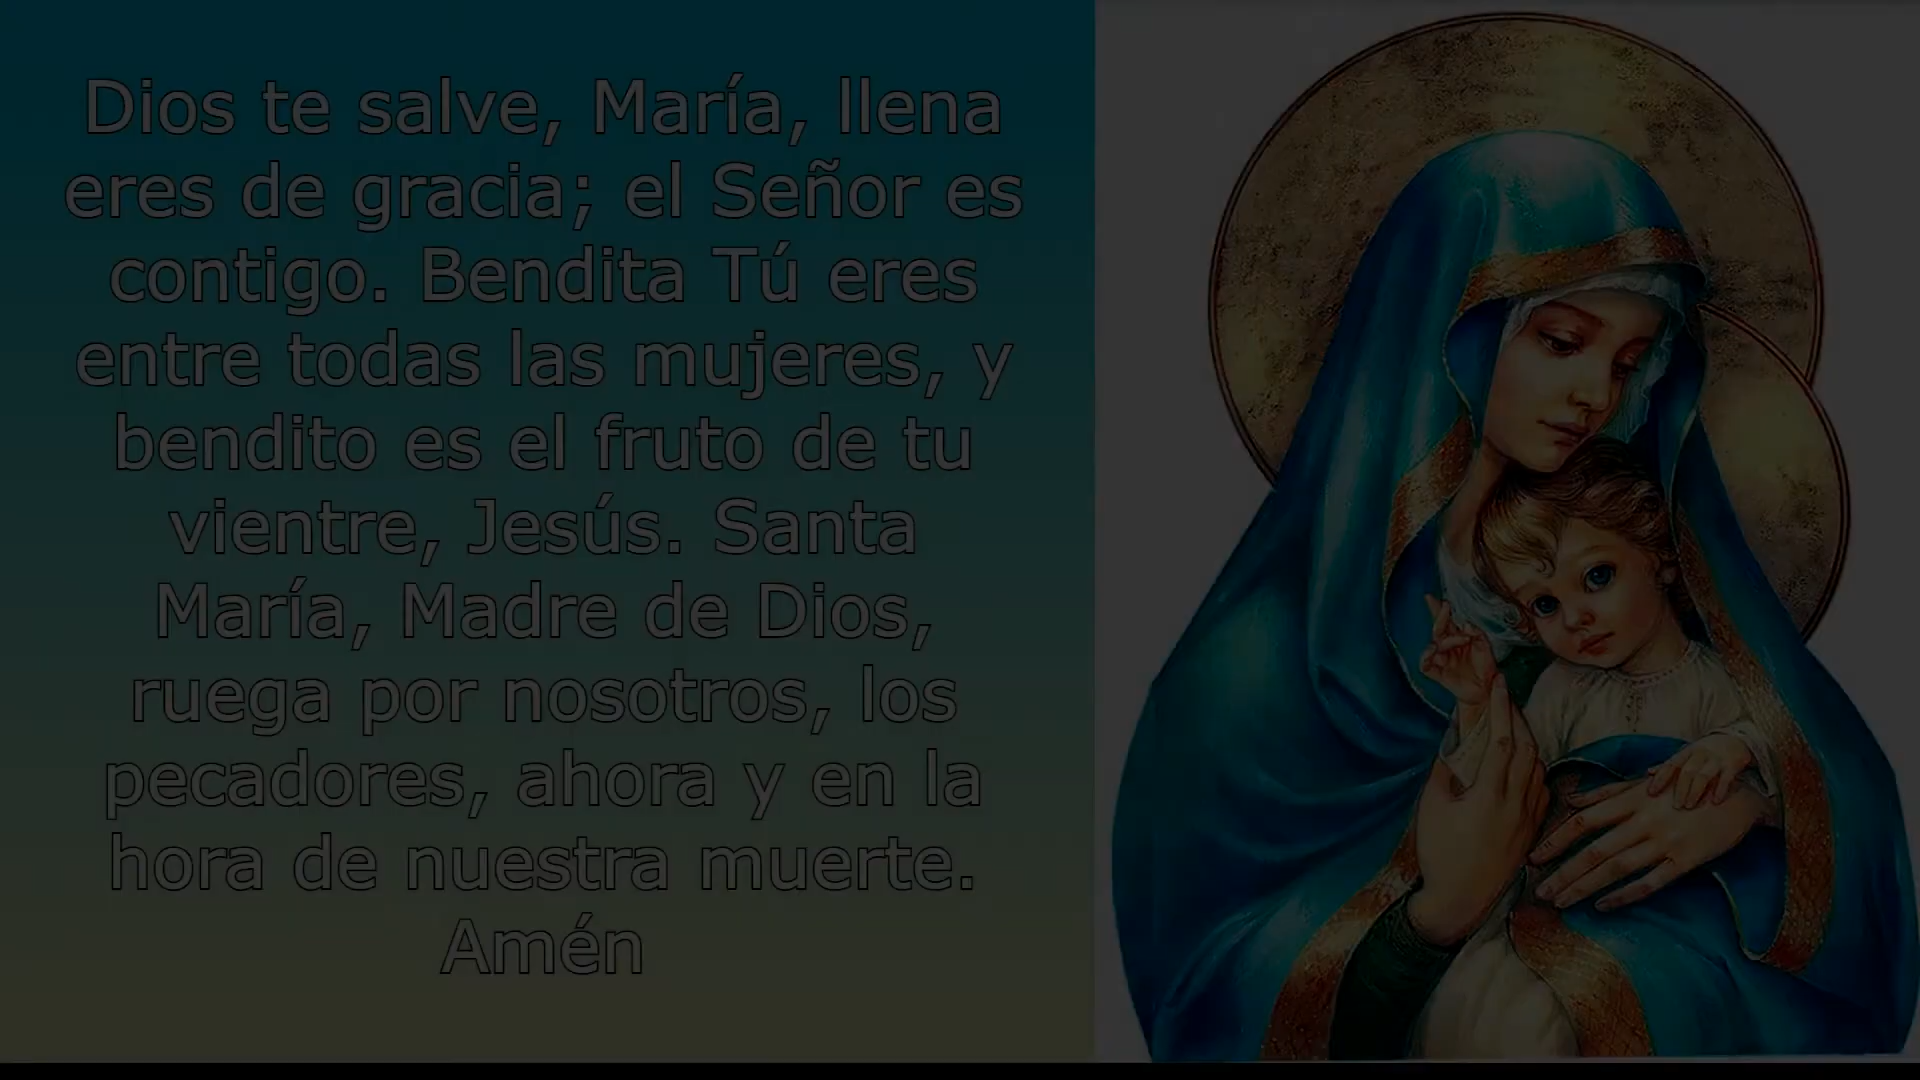 Dios te salve, María, llena
eres de gracia; el Señor es
contigo. Bendita Tú eres
entre todas las mujeres, y
bendito es el fruto de tu
vientre, Jesús. Santa
María, Madre de Dios,
ruega por nosotros, los
pecadores, ahora y en la
hora de nuestra muerte.
Amén